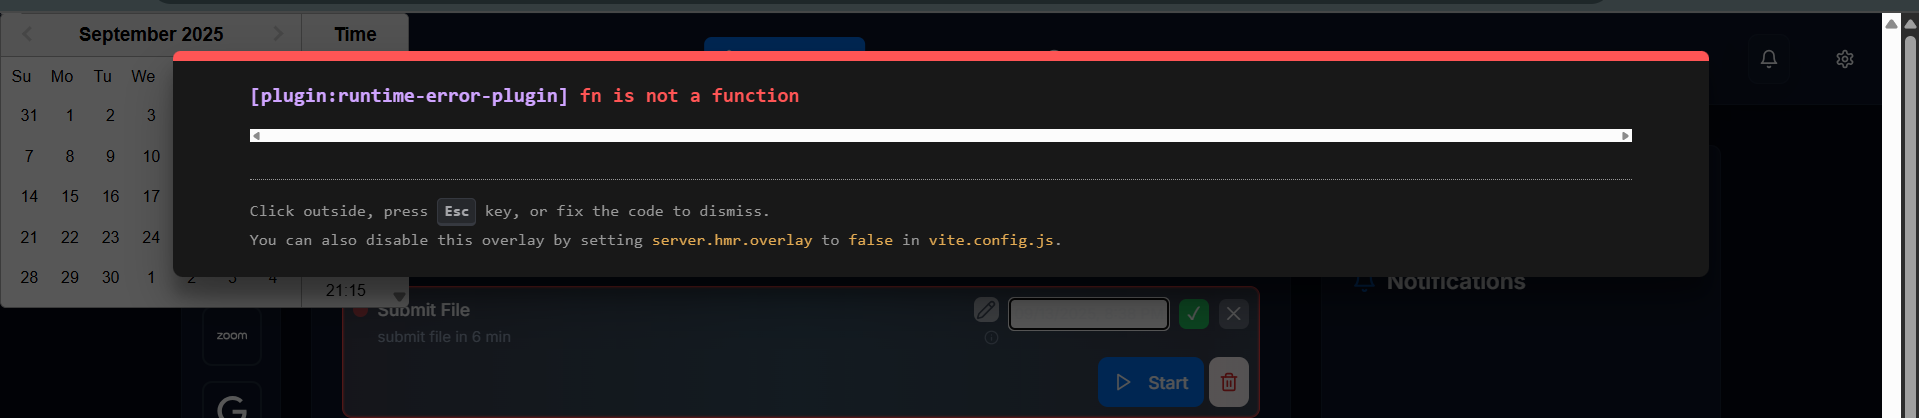 September 2025
Time
[plugin:runtime-error-plugin] fn is not a function
Su Mo Tu We
31 1 2 3
7 8 9 10
14 15 16 17
21 22 23 24
28 29 30 1 2 3 4
21:15
Click outside, press Esc key, or fix the code to dismiss.
You can also disable this overlay by setting server.hmr.overlay to false in vite.config.js.
Notifications
Submit File
submit file in 6 min
zoom
Start
G